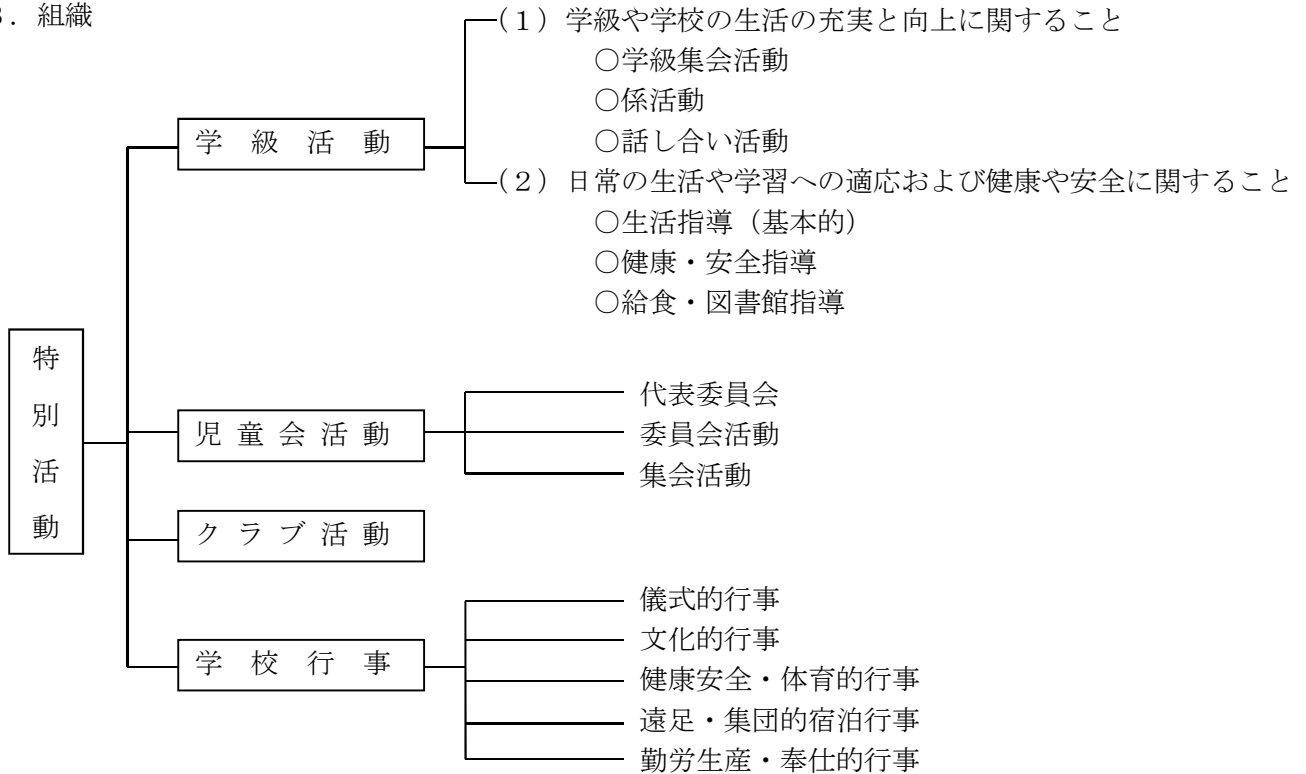 3．組織
（１）学級や学校の生活の充実と向上に関すること
○学級集会活動
○係活動
○話し合い活動
学級活動
（２）日常の生活や学習への適応および健康や安全に関すること
○生活指導（基本的）
○健康・安全指導
○給食・図書館指導
特別活動
児童会活動
代表委員会
委員会活動
集会活動
クラブ活動
学校行事
儀式的行事
文化的行事
健康安全・体育的行事
遠足・集団的宿泊行事
勤労生産・奉仕的行事